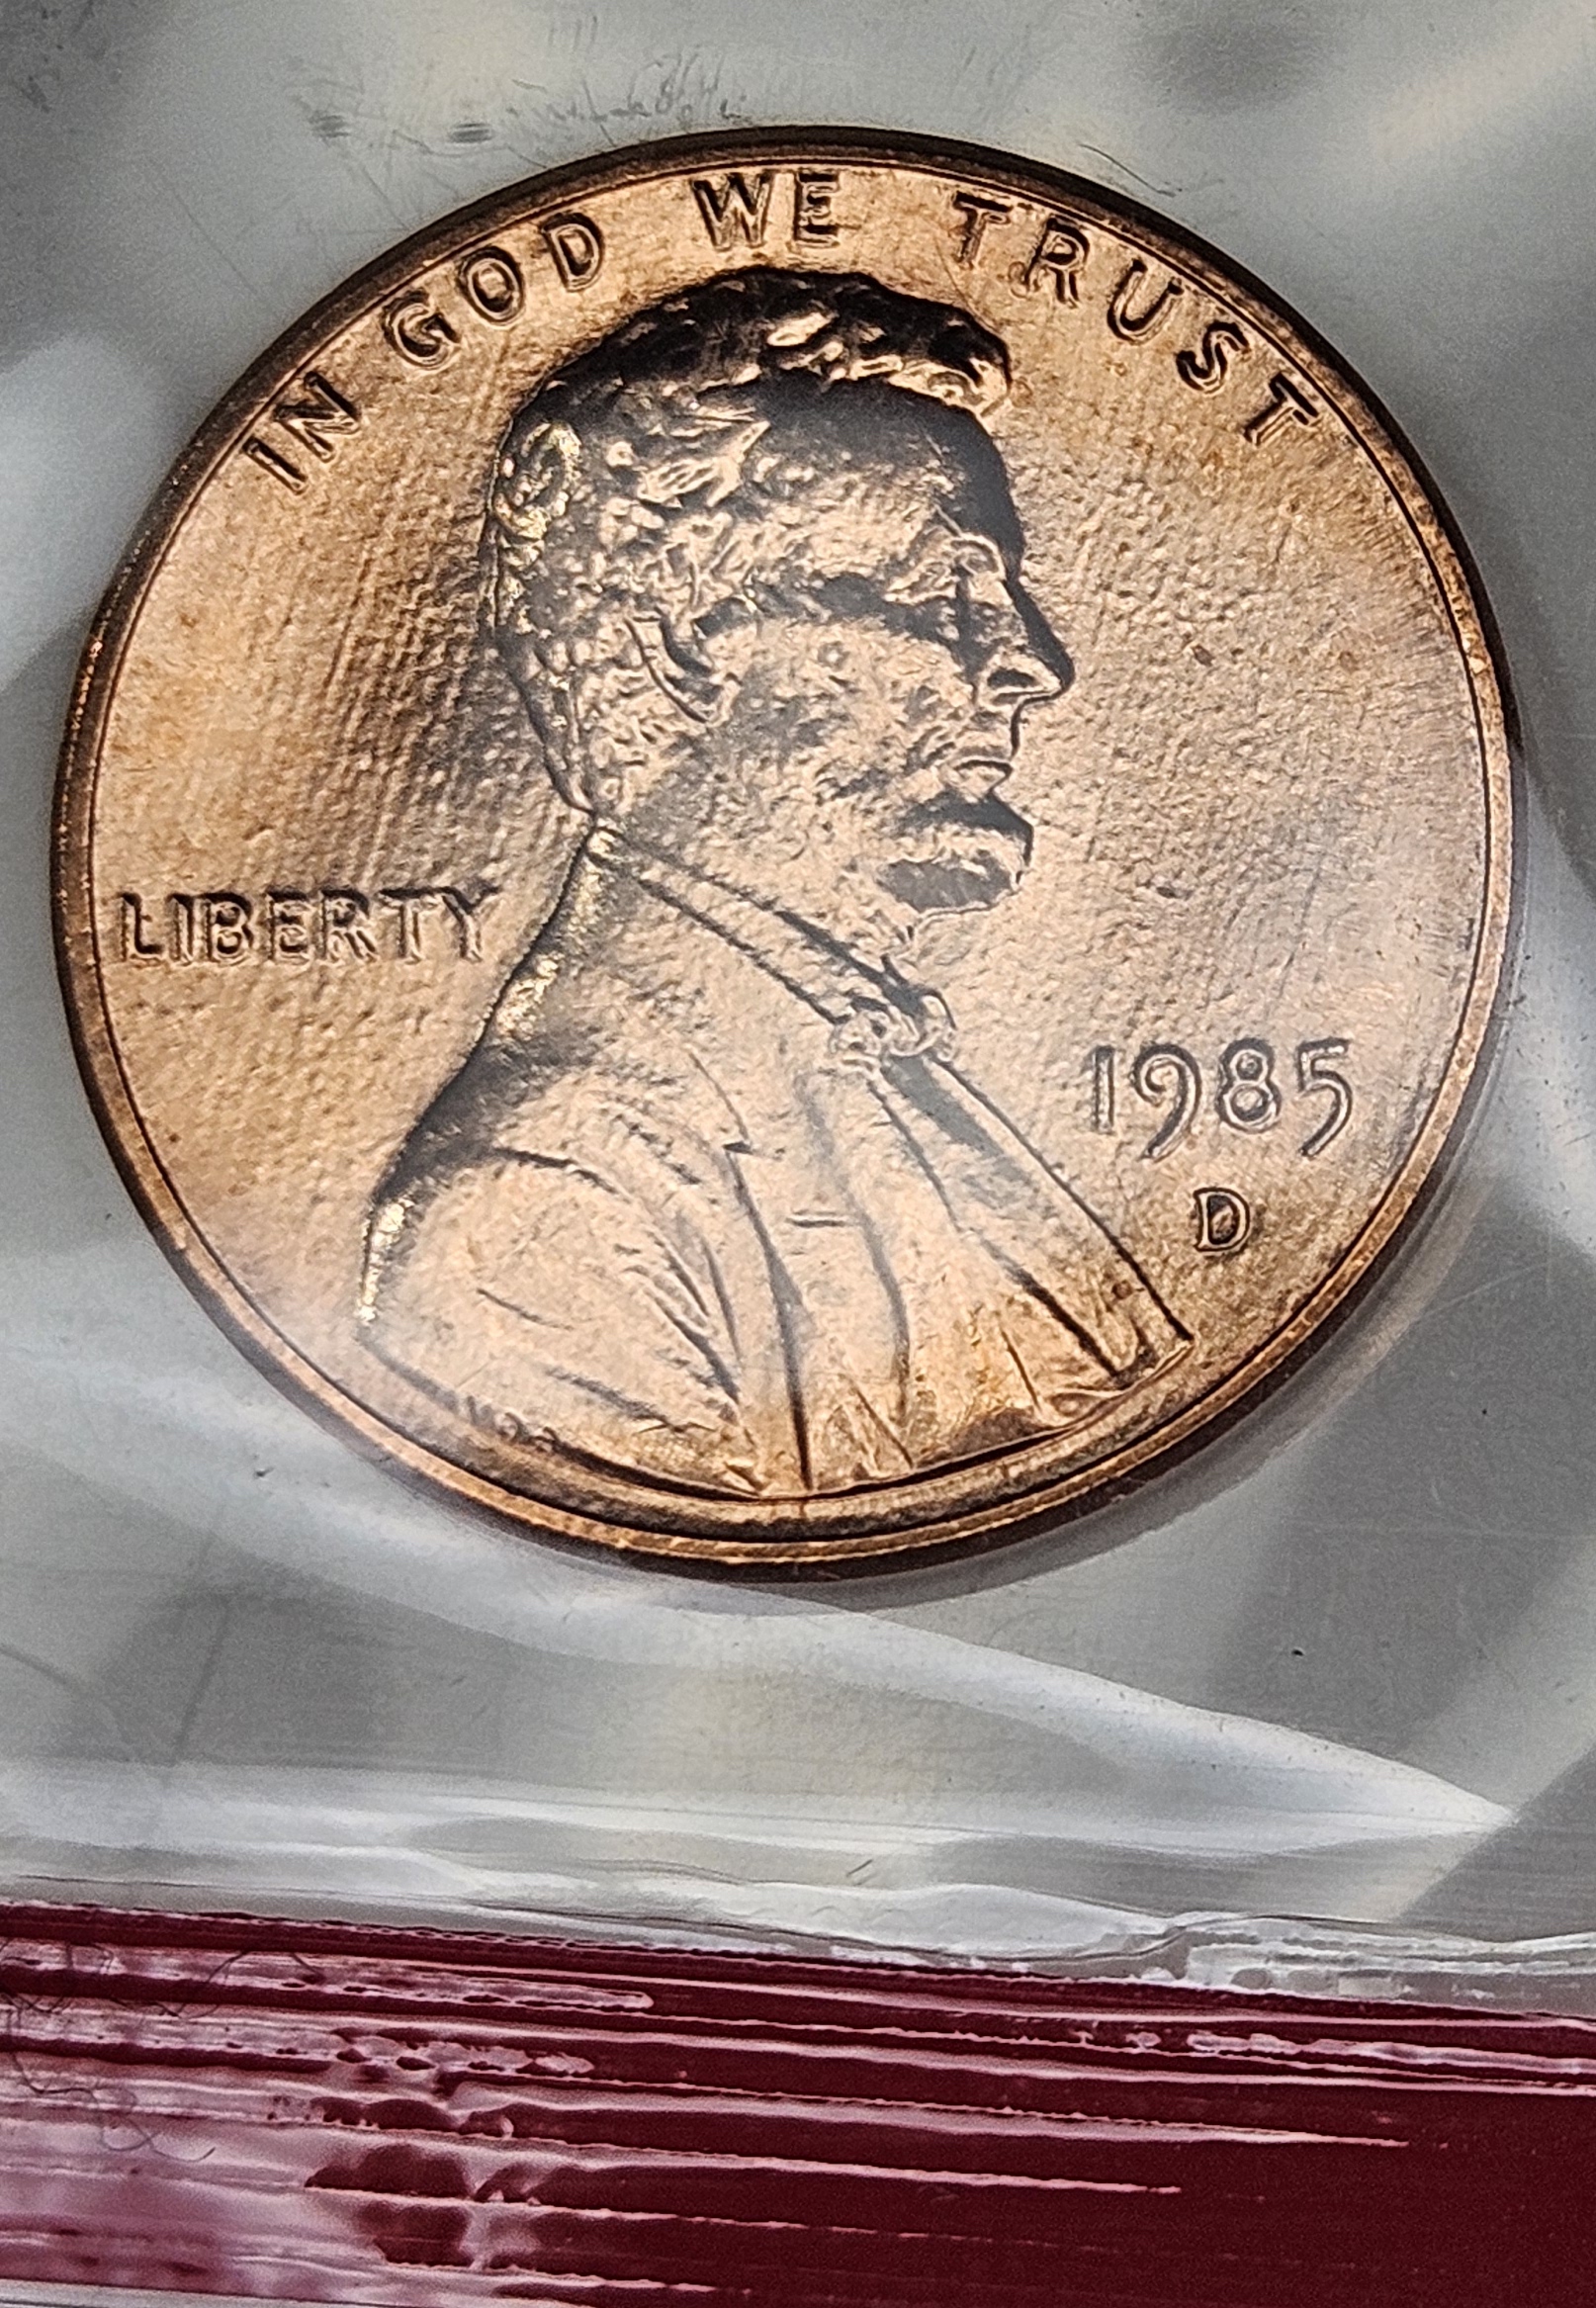 IN GOD WE TRUST
LIBERTY
1985
D